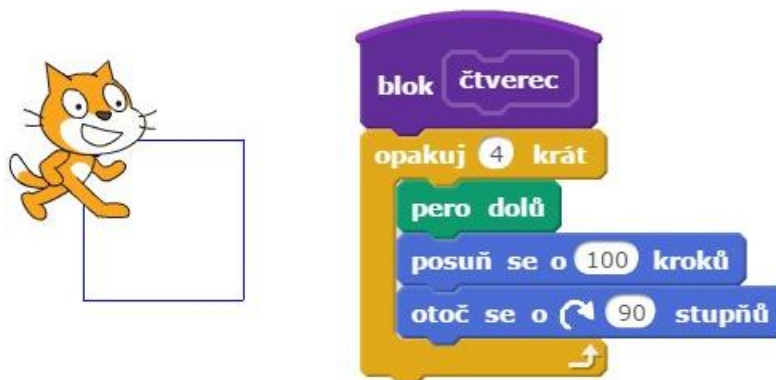 blok čtverec
opakuj 4 krát
pero dolů
posuň se o 100 kroků
otoč se o 90 stupňů